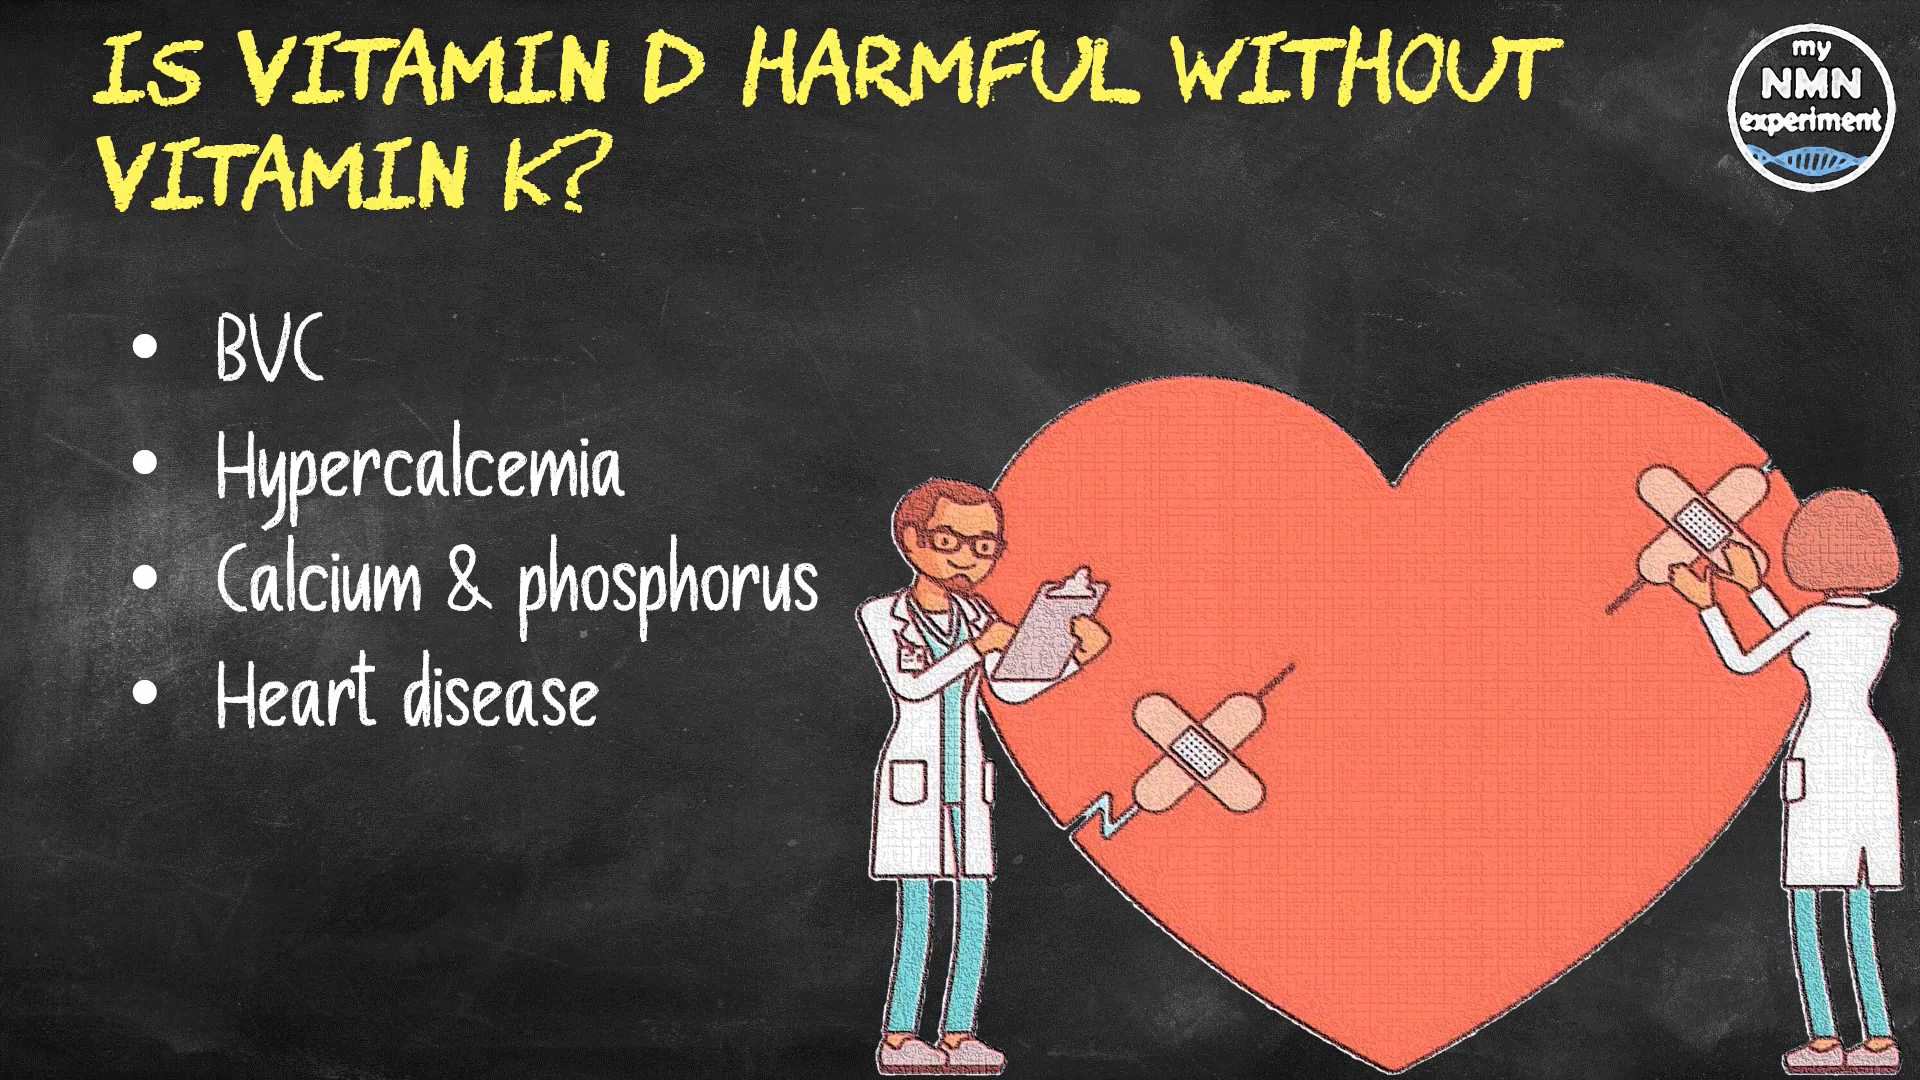 IS VITAMIN D HARMFUL WITHOUT
VITAMIN K?
my
NMN
experiment
• BVC
• Hypercalcemia
• Calcium & phosphorus
• Heart disease